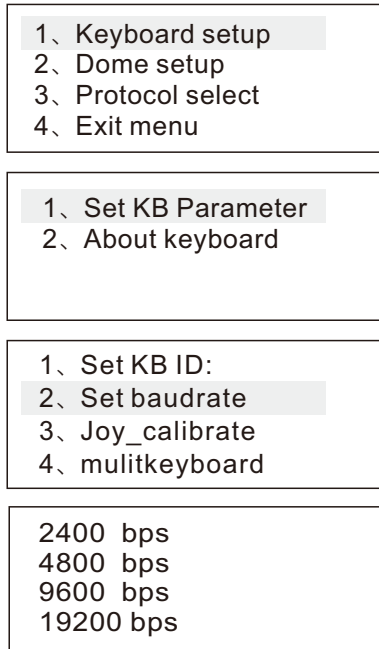 1、Keyboard setup
2、Dome setup
3、Protocol select
4、Exit menu
1、Set KB Parameter
2、About keyboard
1、Set KB ID:
2、Set baudrate
3、Joy_calibrate
4、mulitkeyboard
2400 bps
4800 bps
9600 bps
19200 bps